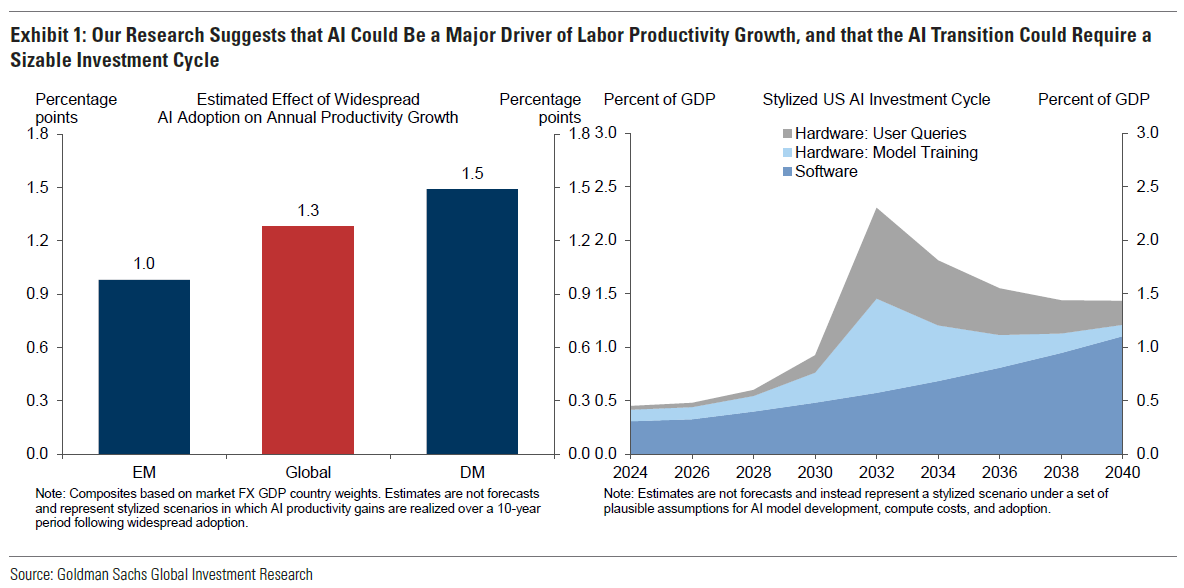 Exhibit 1: Our Research Suggests that AI Could Be a Major Driver of Labor Productivity Growth, and that the AI Transition Could Require a
Sizable Investment Cycle
Percentage
points
Estimated Effect of Widespread
AI Adoption on Annual Productivity Growth
Percentage
points
1.8
1.5
1.2
0.9
0.6
0.3
0.0
1.0
1.3
1.5
1.8
1.5
1.2
0.9
0.6
0.3
0.0
EM
Global
DM
Note: Composites based on market FX GDP country weights. Estimates are not forecasts
and represent stylized scenarios in which AI productivity gains are realized over a 10-year
period following widespread adoption.
Percent of GDP
Stylized US AI Investment Cycle
Percent of GDP
3.0
2.5
2.0
1.5
1.0
0.5
0.0
Hardware: User Queries
Hardware: Model Training
Software
3.0
2.5
2.0
1.5
1.0
0.5
0.0
2024
2026
2028
2030
2032
2034
2036
2038
2040
Note: Estimates are not forecasts and instead represent a stylized scenario under a set of
plausible assumptions for AI model development, compute costs, and adoption.
Source: Goldman Sachs Global Investment Research